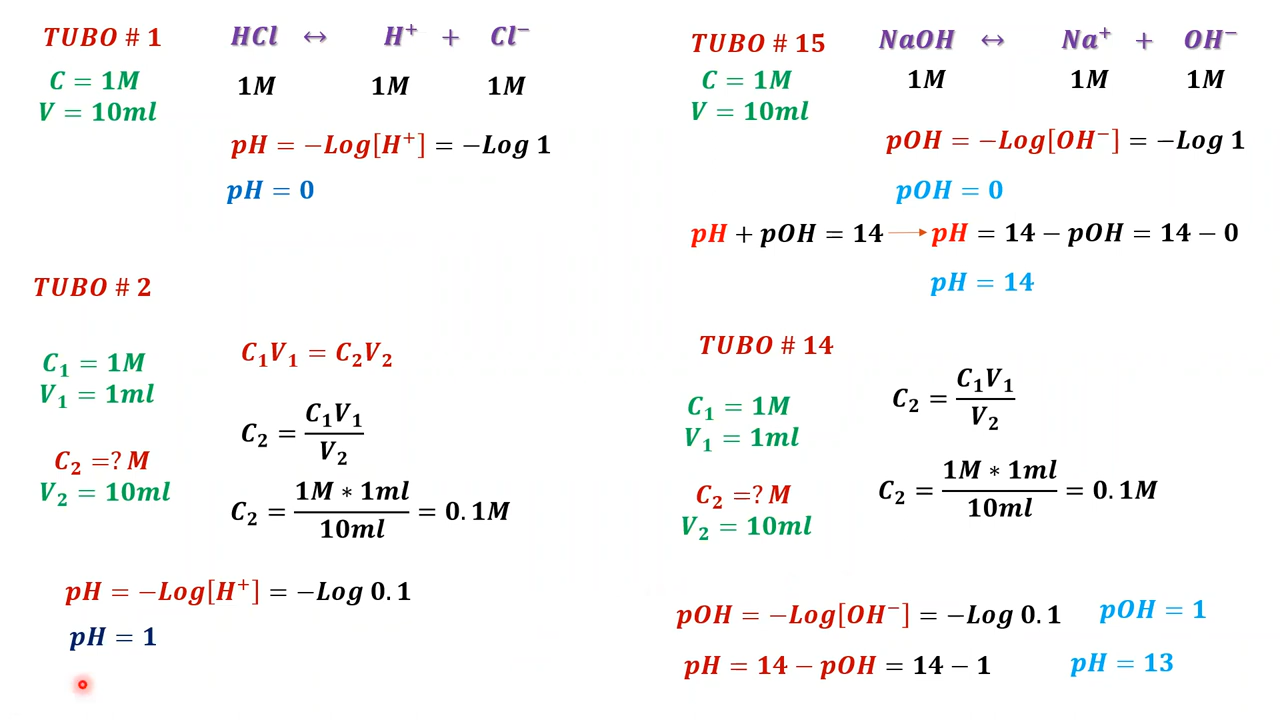 TUBO # 1
HCl ↔ H⁺ + Cl⁻
C = 1M
1M 1M 1M
V = 10ml
pH = −Log[H⁺] = −Log 1
pH = 0
TUBO # 2
C₁ = 1M
V₁ = 1ml
C₂ =? M
V₂ = 10ml
C₁V₁ = C₂V₂
C₂ = C₁V₁ / V₂
C₂ = 1M ∗ 1ml / 10ml = 0.1M
pH = −Log[H⁺] = −Log 0.1
pH = 1
TUBO # 15
NaOH ↔ Na⁺ + OH⁻
C = 1M
1M 1M 1M
V = 10ml
pOH = −Log[OH⁻] = −Log 1
pOH = 0
pH + pOH = 14 → pH = 14 − pOH = 14 − 0
pH = 14
TUBO # 14
C₁ = 1M
V₁ = 1ml
C₂ =? M
V₂ = 10ml
C₂ = C₁V₁ / V₂
C₂ = 1M ∗ 1ml / 10ml = 0.1M
pOH = −Log[OH⁻] = −Log 0.1 pOH = 1
pH = 14 − pOH = 14 − 1 pH = 13